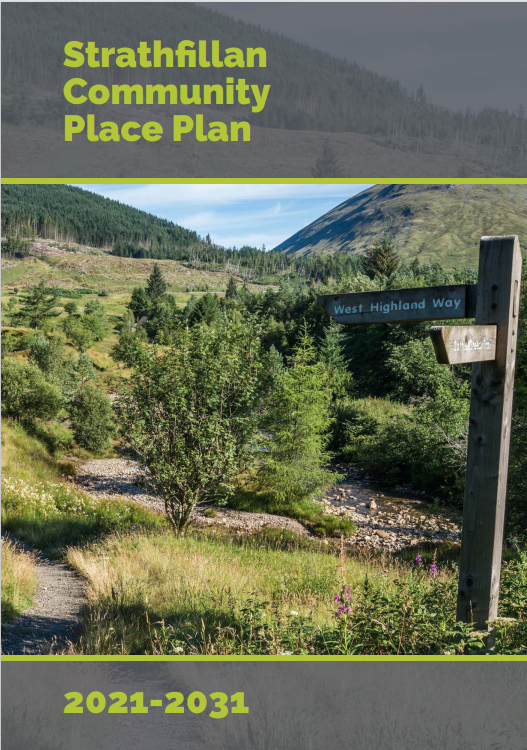 Strathfillan
Community
Place Plan
West Highland Way
2021-2031